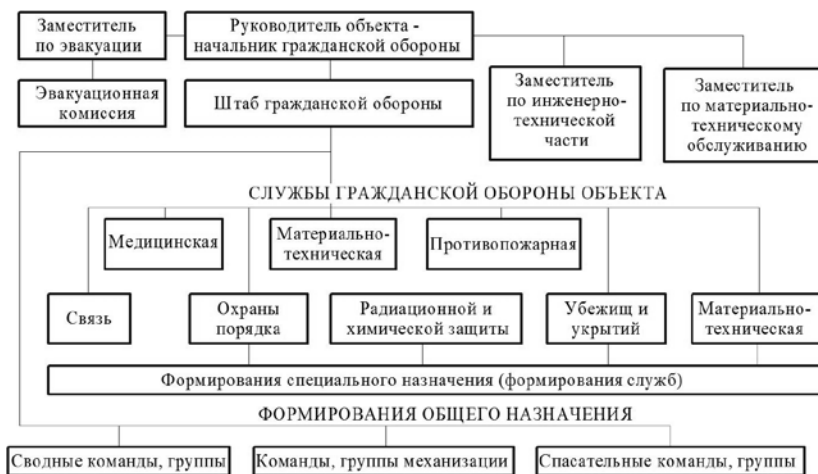 Заместитель
по эвакуации
Руководитель объекта -
начальник гражданской обороны
Эвакуационная
комиссия
Штаб гражданской обороны
Заместитель
по инженерно-
технической
части
Заместитель
по материально-
техническому
обслуживанию
СЛУЖБЫ ГРАЖДАНСКОЙ ОБОРОНЫ ОБЪЕКТА
Медицинская
Материально-
техническая
Противопожарная
Связь
Охраны
порядка
Радиационной и
химической защиты
Убежищ и
укрытий
Материально-
техническая
Формирования специального назначения (формирования служб)
ФОРМИРОВАНИЯ ОБЩЕГО НАЗНАЧЕНИЯ
Сводные команды, группы
Команды, группы механизации
Спасательные команды, группы